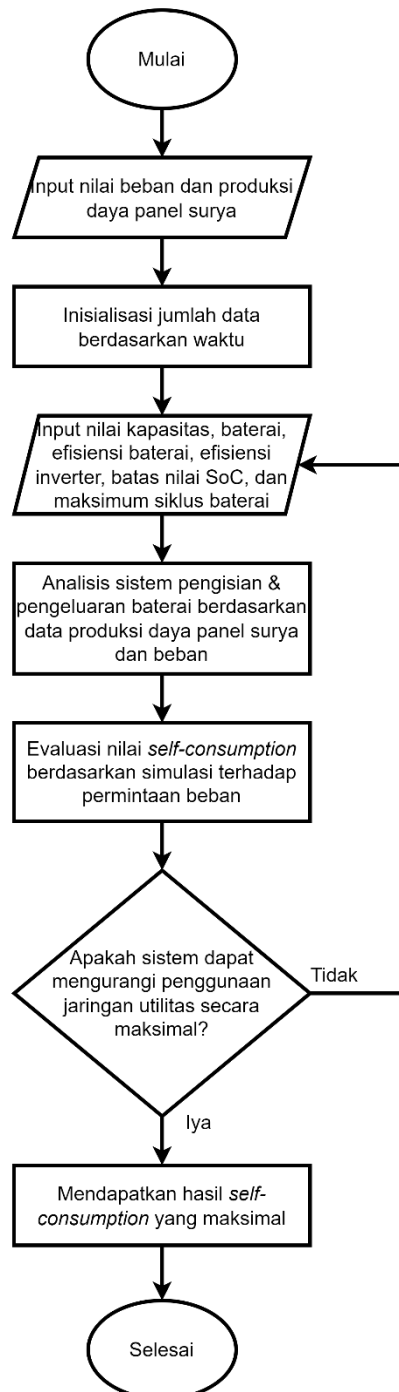 Mulai
Input nilai beban dan produksi
daya panel surya
Inisialisasi jumlah data
berdasarkan waktu
Input nilai kapasitas, baterai,
efisiensi baterai, efisiensi
inverter, batas nilai SoC, dan
maksimum siklus baterai
Analisis sistem pengisian &
pengeluaran baterai berdasarkan
data produksi daya panel surya
dan beban
Evaluasi nilai self-consumption
berdasarkan simulasi terhadap
permintaan beban
Apakah sistem dapat
mengurangi penggunaan
jaringan utilitas secara
maksimal?
Tidak
Iya
Mendapatkan hasil self-
consumption yang maksimal
Selesai